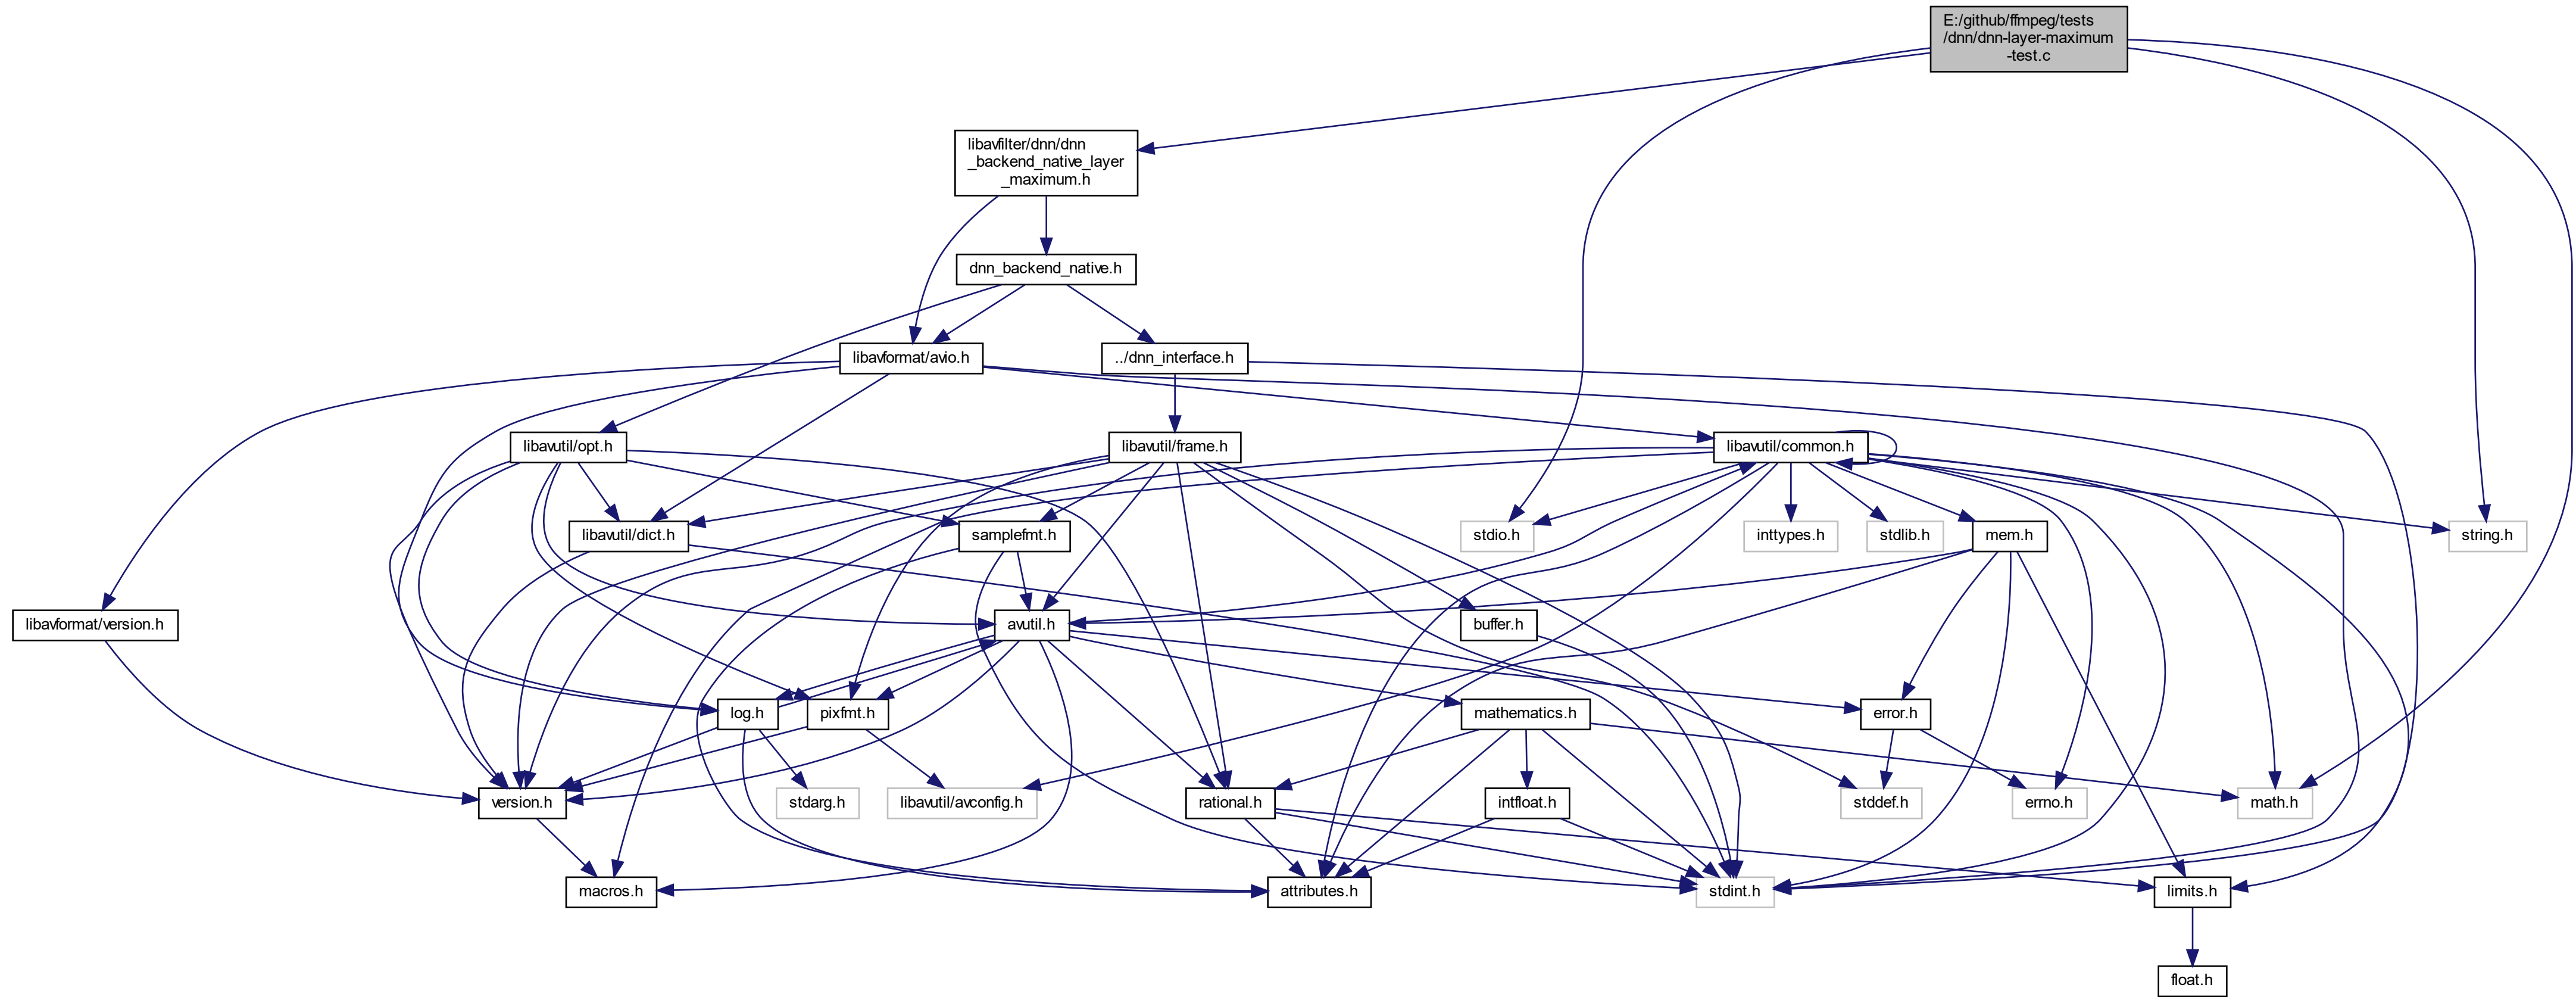 E:/github/ffmpeg/tests
/dnn/dnn-layer-maximum
-test.c
libavfilter/dnn/dnn
_backend_native_layer
_maximum.h
dnn_backend_native.h
libavformat/avio.h
../dnn_interface.h
libavutil/opt.h
libavutil/frame.h
libavutil/common.h
libavutil/dict.h
samplefmt.h
stdio.h
inttypes.h
stdlib.h
mem.h
string.h
libavformat/version.h
avutil.h
buffer.h
log.h
pixfmt.h
mathematics.h
error.h
version.h
stdarg.h
libavutil/avconfig.h
rational.h
intfloat.h
stddef.h
errno.h
math.h
macros.h
attributes.h
stdint.h
limits.h
float.h